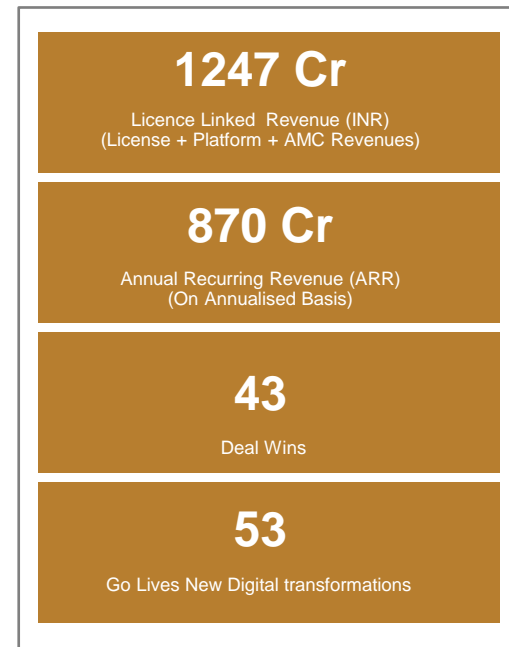 1247 Cr
Licence Linked Revenue (INR)
(License + Platform + AMC Revenues)
870 Cr
Annual Recurring Revenue (ARR)
(On Annualised Basis)
43
Deal Wins
53
Go Lives New Digital transformations